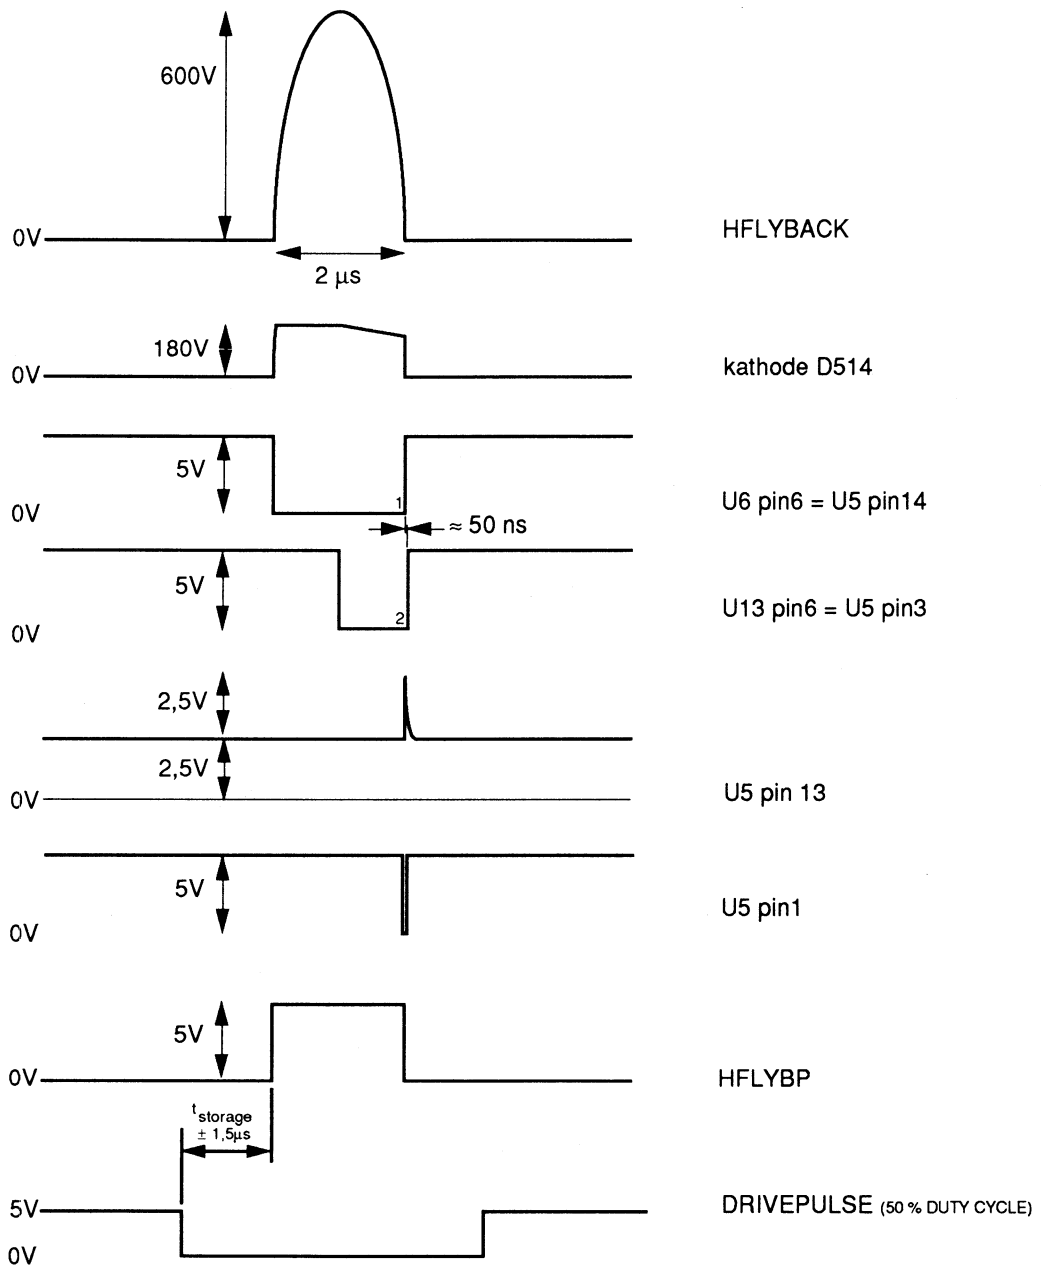 600V
0V
HFLYBACK
2 µs
180V
0V
kathode D514
5V
1
0V
U6 pin6 = U5 pin14
≈ 50 ns
5V
2
0V
U13 pin6 = U5 pin3
2,5V
2,5V
0V
U5 pin 13
5V
0V
U5 pin1
5V
0V
HFLYBP
t storage
± 1,5µs
5V
DRIVEPULSE (50 % DUTY CYCLE)
0V